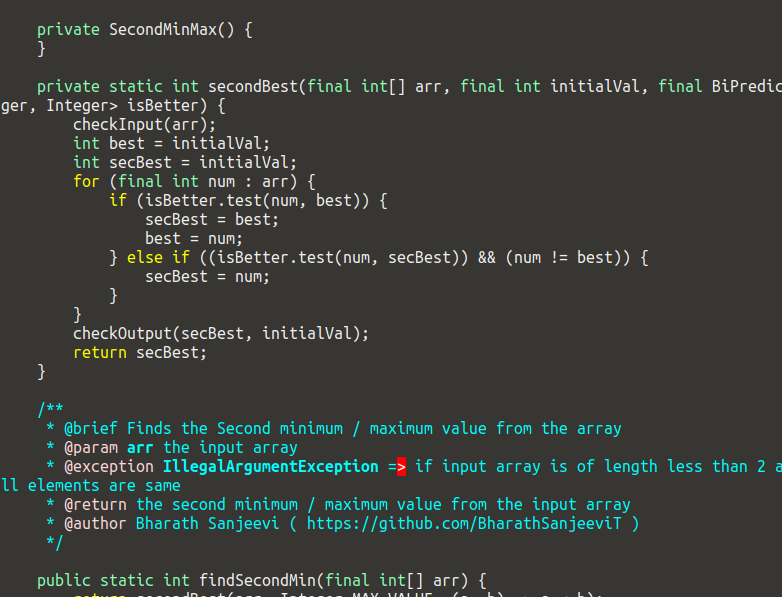 private SecondMinMax() {
}
private static int secondBest(final int[] arr, final int initialVal, final BiPredic
ger, Integer> isBetter) {
checkInput(arr);
int best = initialVal;
int secBest = initialVal;
for (final int num : arr) {
if (isBetter.test(num, best)) {
secBest = best;
best = num;
} else if ((isBetter.test(num, secBest)) && (num != best)) {
secBest = num;
}
}
checkOutput(secBest, initialVal);
return secBest;
}
/**
* @brief Finds the Second minimum / maximum value from the array
* @param arr the input array
* @exception IllegalArgumentException => if input array is of length less than 2 a
ll elements are same
* @return the second minimum / maximum value from the input array
* @author Bharath Sanjeevi ( https://github.com/BharathSanjeeviT )
*/
public static int findSecondMin(final int[] arr) {
return secondBest(arr, Integer.MAX_VALUE, (a, b)